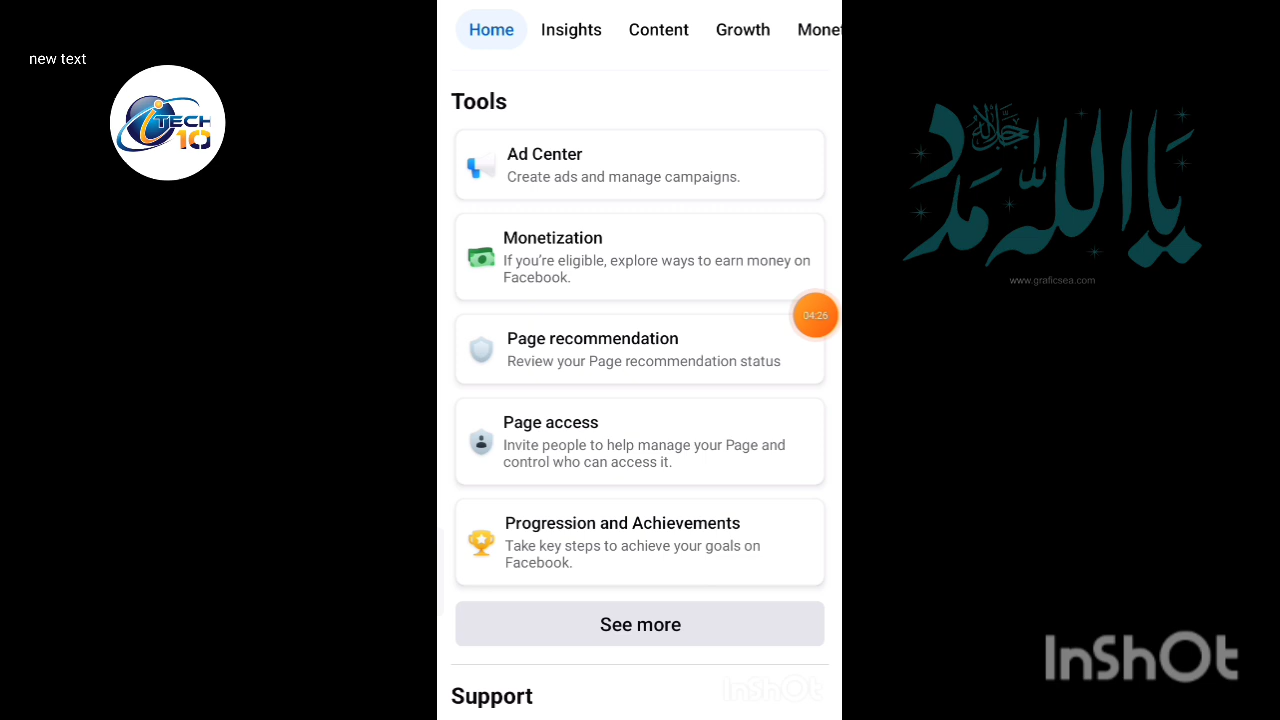 new text
iTECH
10
Home Insights Content Growth Monet
Tools
Ad Center
Create ads and manage campaigns.
Monetization
If you're eligible, explore ways to earn money on
Facebook.
04:26
Page recommendation
Review your Page recommendation status
Page access
Invite people to help manage your Page and
control who can access it.
Progression and Achievements
Take key steps to achieve your goals on
Facebook.
See more
Support
InShOt
يا الله مدد
جل جلاله
www.graficsea.com
InShOt